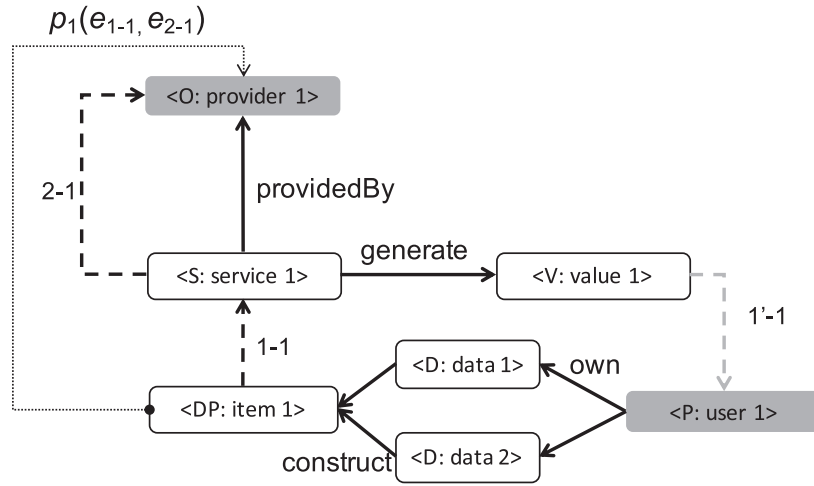 p1(e1-1, e2-1)
<O: provider 1>
2-1
providedBy
generate
<S: service 1>
<V: value 1>
1'-1
1-1
<D: data 1>
own
<DP: item 1>
<P: user 1>
construct
<D: data 2>